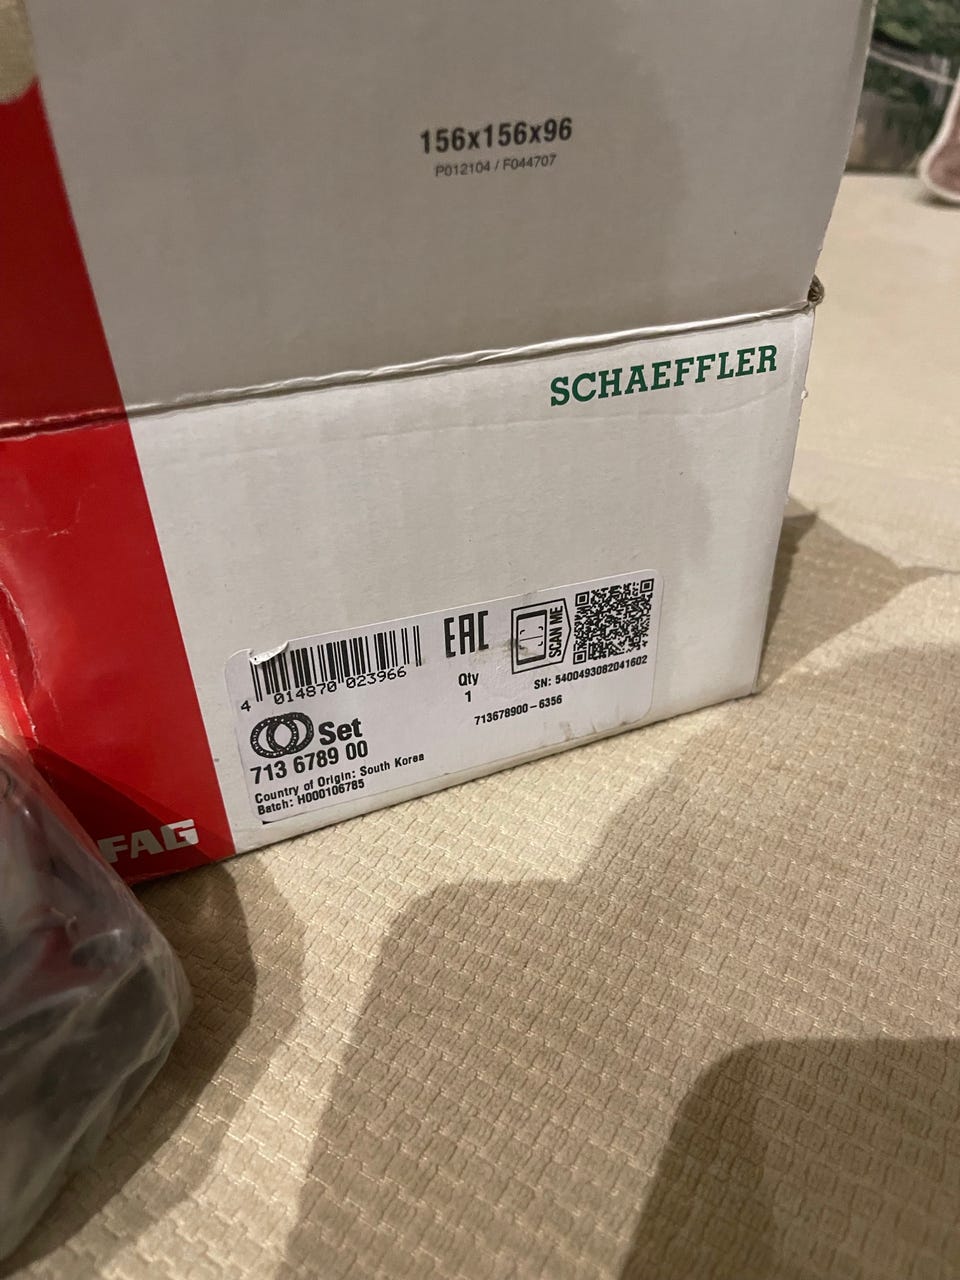 156x156x96
P012104 / F044707
SCHAEFFLER
EAC
SCAN ME
4 014870 023966
Qty
1
SN: 5400493082041602
713678900-6356
Set
713 6789 00
Country of Origin: South Korea
Batch: H000106785
FAG